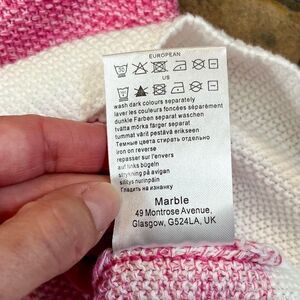 EUROPEAN
US
wash dark colours separately
laver les couleurs foncées séparément
dunkle Farben separat waschen
tvätta mörka färger separat
tummat värit pestävä erikseen
Темные цвета стирать отдельно
iron on reverse
repasser sur l'envers
auf links bügeln
strykning på avigan
silitys nurinpäin
Гладить на изнанку
Marble
49 Montrose Avenue,
Glasgow, G524LA, UK